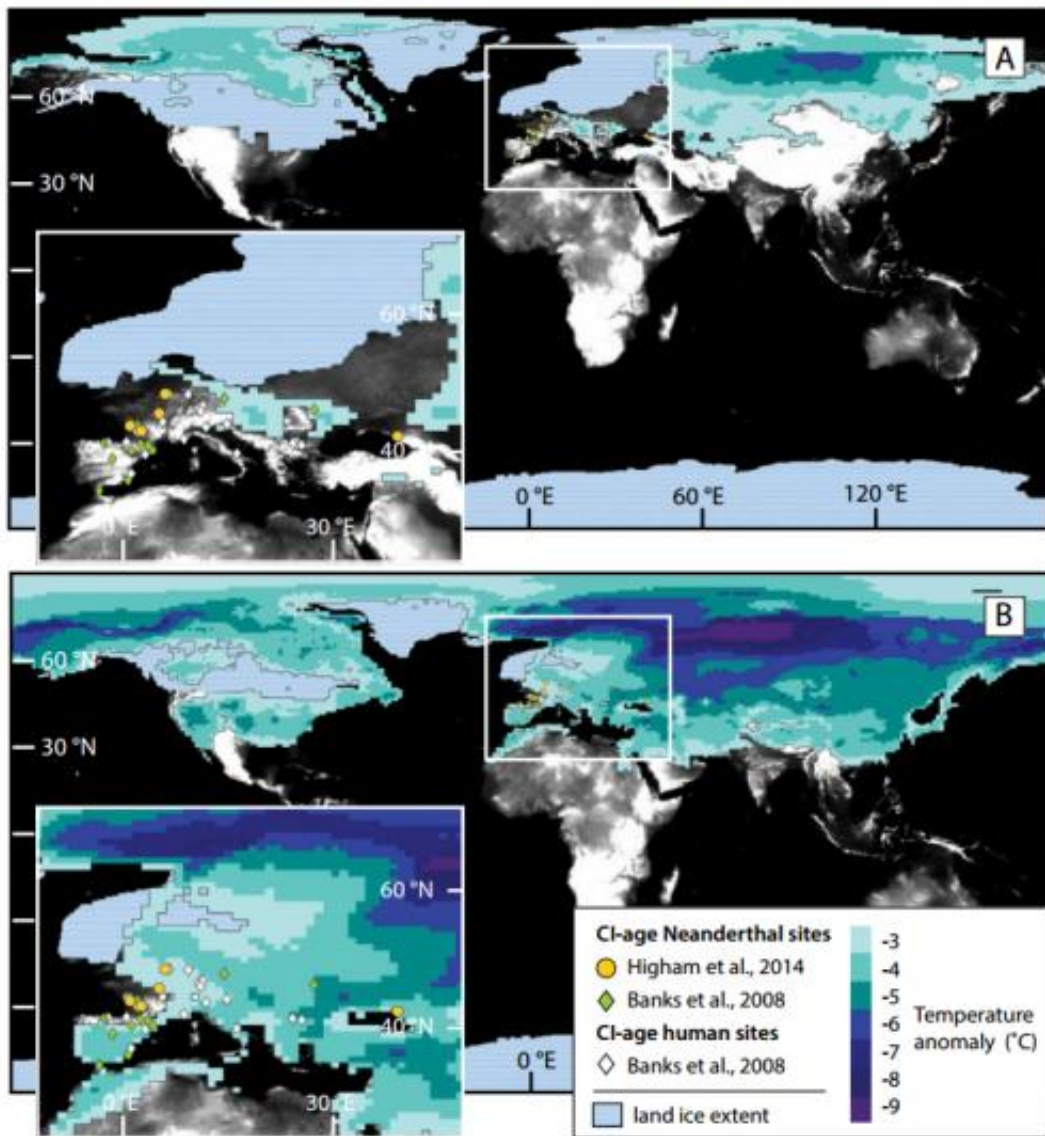 A
60 °N
30 °N
60 °N
40
0 °E
30 °E
0 °E
60 °E
120 °E
B
60 °N
30 °N
60 °N
40 °N
0 °E
30 °E
0 °E
CI-age Neanderthal sites
Higham et al., 2014
Banks et al., 2008
CI-age human sites
Banks et al., 2008
land ice extent
-3
-4
-5
-6
-7
-8
-9
Temperature
anomaly (°C)